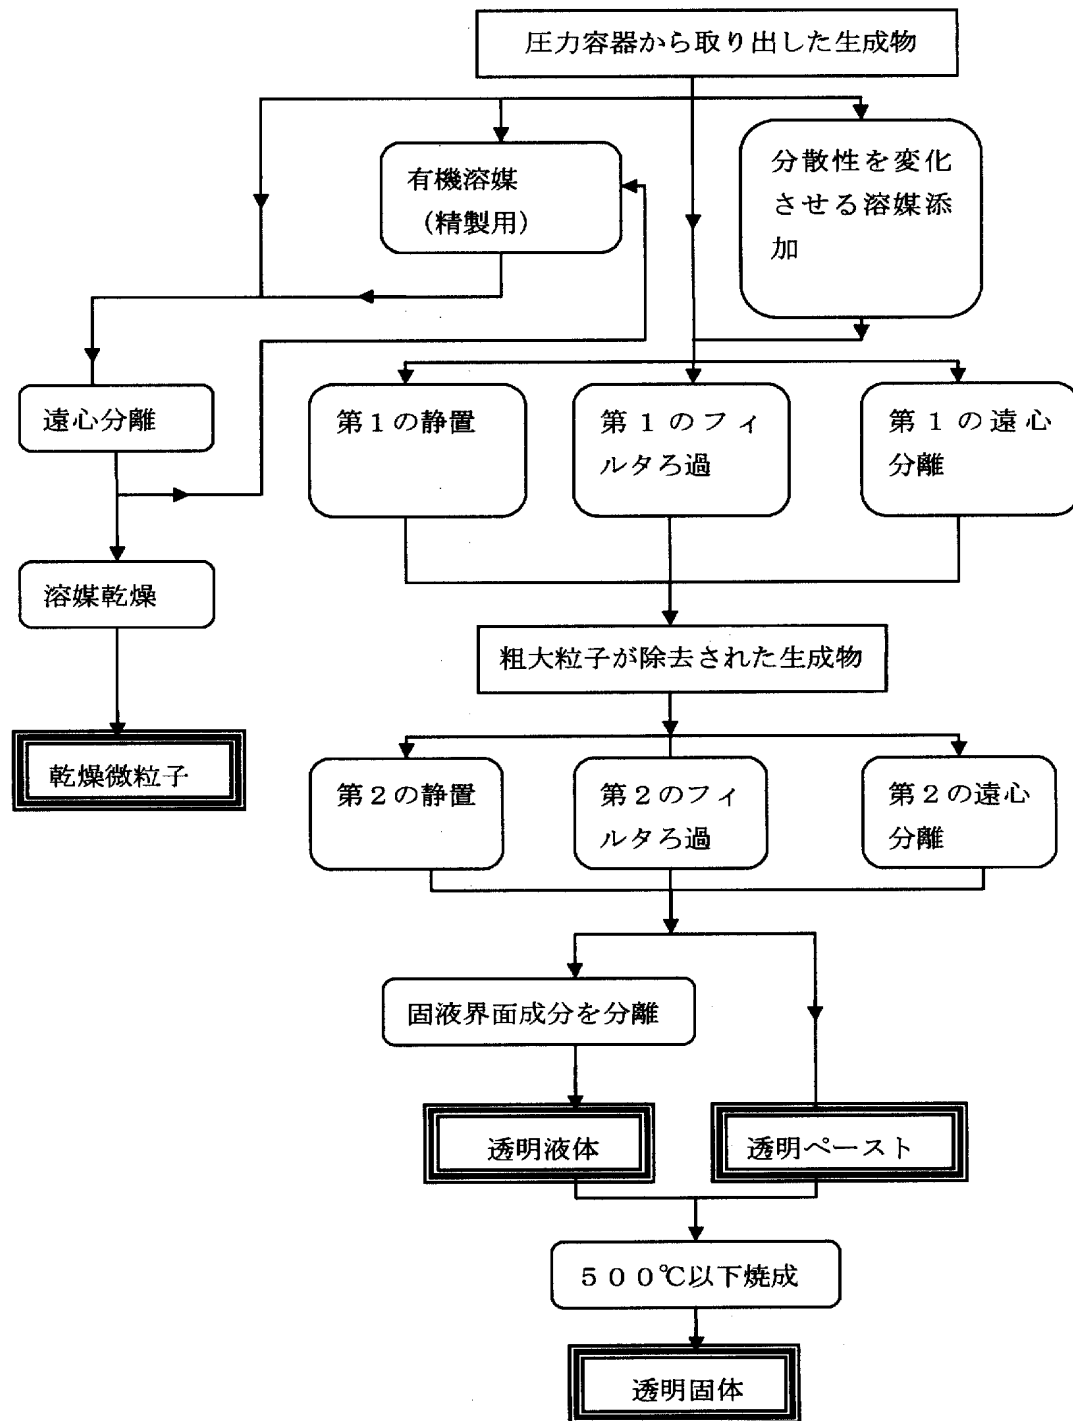 圧力容器から取り出した生成物
有機溶媒
（精製用）
分散性を変化
させる溶媒添
加
遠心分離
第１の静置
第１のフィ
ルタろ過
第１の遠心
分離
溶媒乾燥
粗大粒子が除去された生成物
乾燥微粒子
第２の静置
第２のフィ
ルタろ過
第２の遠心
分離
固液界面成分を分離
透明液体
透明ペースト
５００℃以下焼成
透明固体